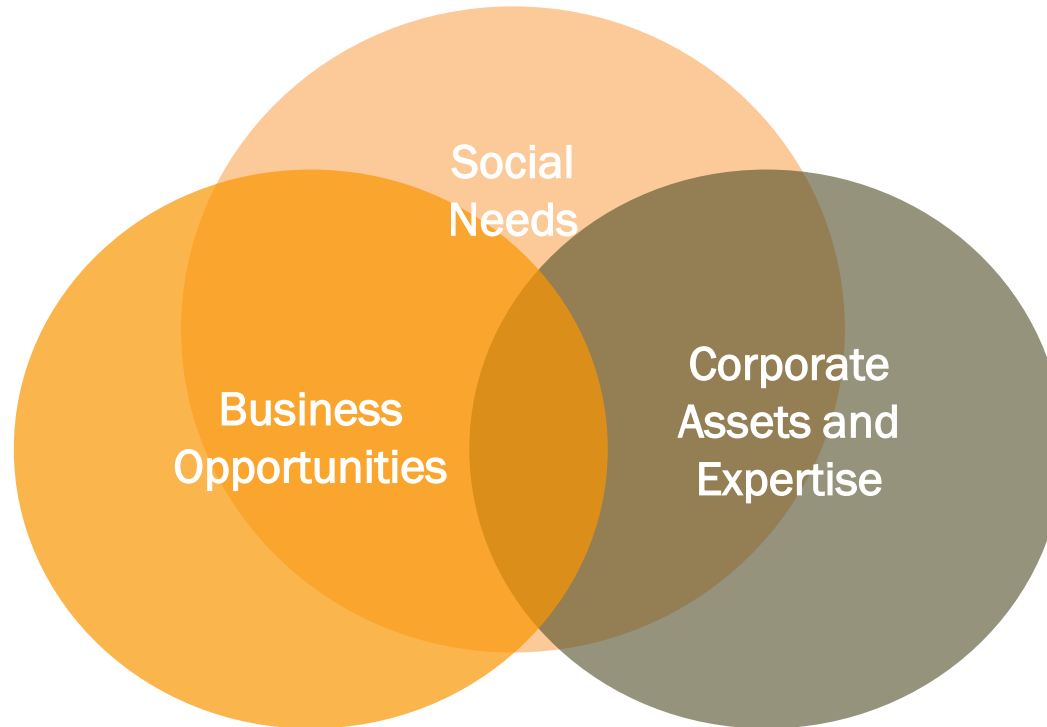 Social
Needs
Business
Opportunities
Corporate
Assets and
Expertise